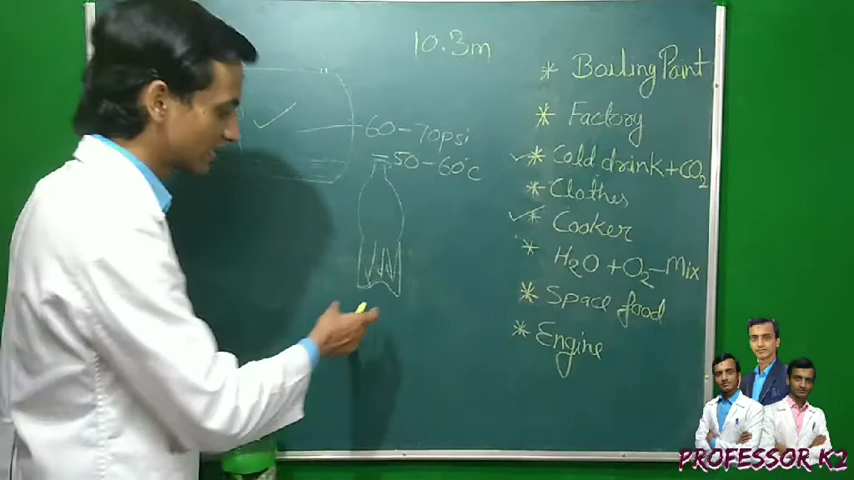 10.3m
60-70psi
50-60°C
* Boiling Point
* Factory
✓* Cold drink+CO₂
* Clothes
✓* Cooker
* H₂O + O₂ - Mix
* Space food
* Engine
PROFESSOR K2